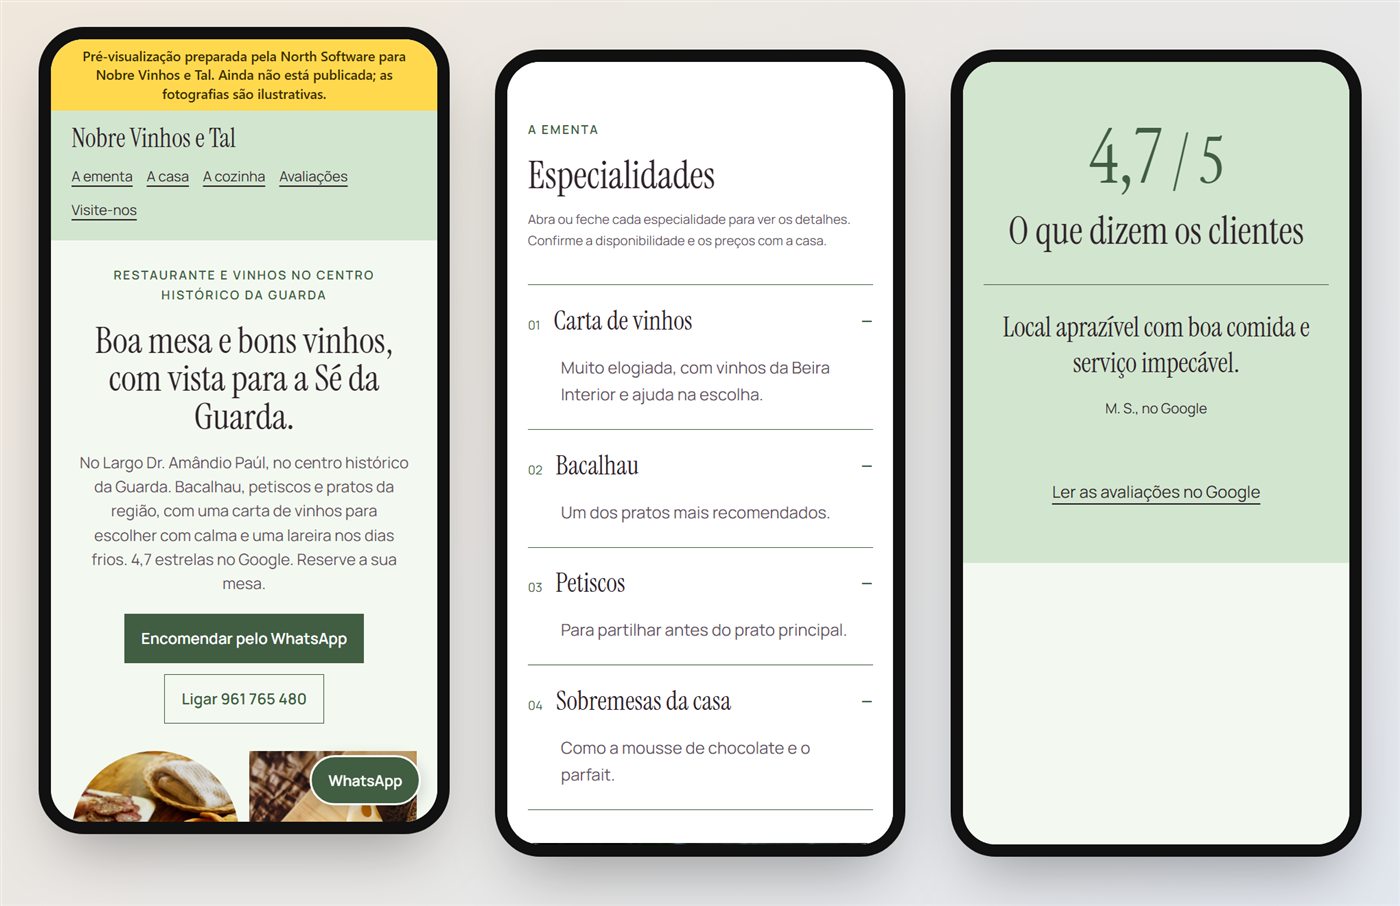 Pré-visualização preparada pela North Software para
Nobre Vinhos e Tal. Ainda não está publicada; as
fotografias são ilustrativas.
Nobre Vinhos e Tal
A ementa A casa A cozinha Avaliações
Visite-nos
RESTAURANTE E VINHOS NO CENTRO
HISTÓRICO DA GUARDA
Boa mesa e bons vinhos,
com vista para a Sé da
Guarda.
No Largo Dr. Amândio Paúl, no centro histórico
da Guarda. Bacalhau, petiscos e pratos da
região, com uma carta de vinhos para
escolher com calma e uma lareira nos dias
frios. 4,7 estrelas no Google. Reserve a sua
mesa.
Encomendar pelo WhatsApp
Ligar 961 765 480
WhatsApp
A EMENTA
Especialidades
Abra ou feche cada especialidade para ver os detalhes.
Confirme a disponibilidade e os preços com a casa.
01 Carta de vinhos –
Muito elogiada, com vinhos da Beira
Interior e ajuda na escolha.
02 Bacalhau –
Um dos pratos mais recomendados.
03 Petiscos –
Para partilhar antes do prato principal.
04 Sobremesas da casa –
Como a mousse de chocolate e o
parfait.
4,7 / 5
O que dizem os clientes
Local aprazível com boa comida e
serviço impecável.
M. S., no Google
Ler as avaliações no Google